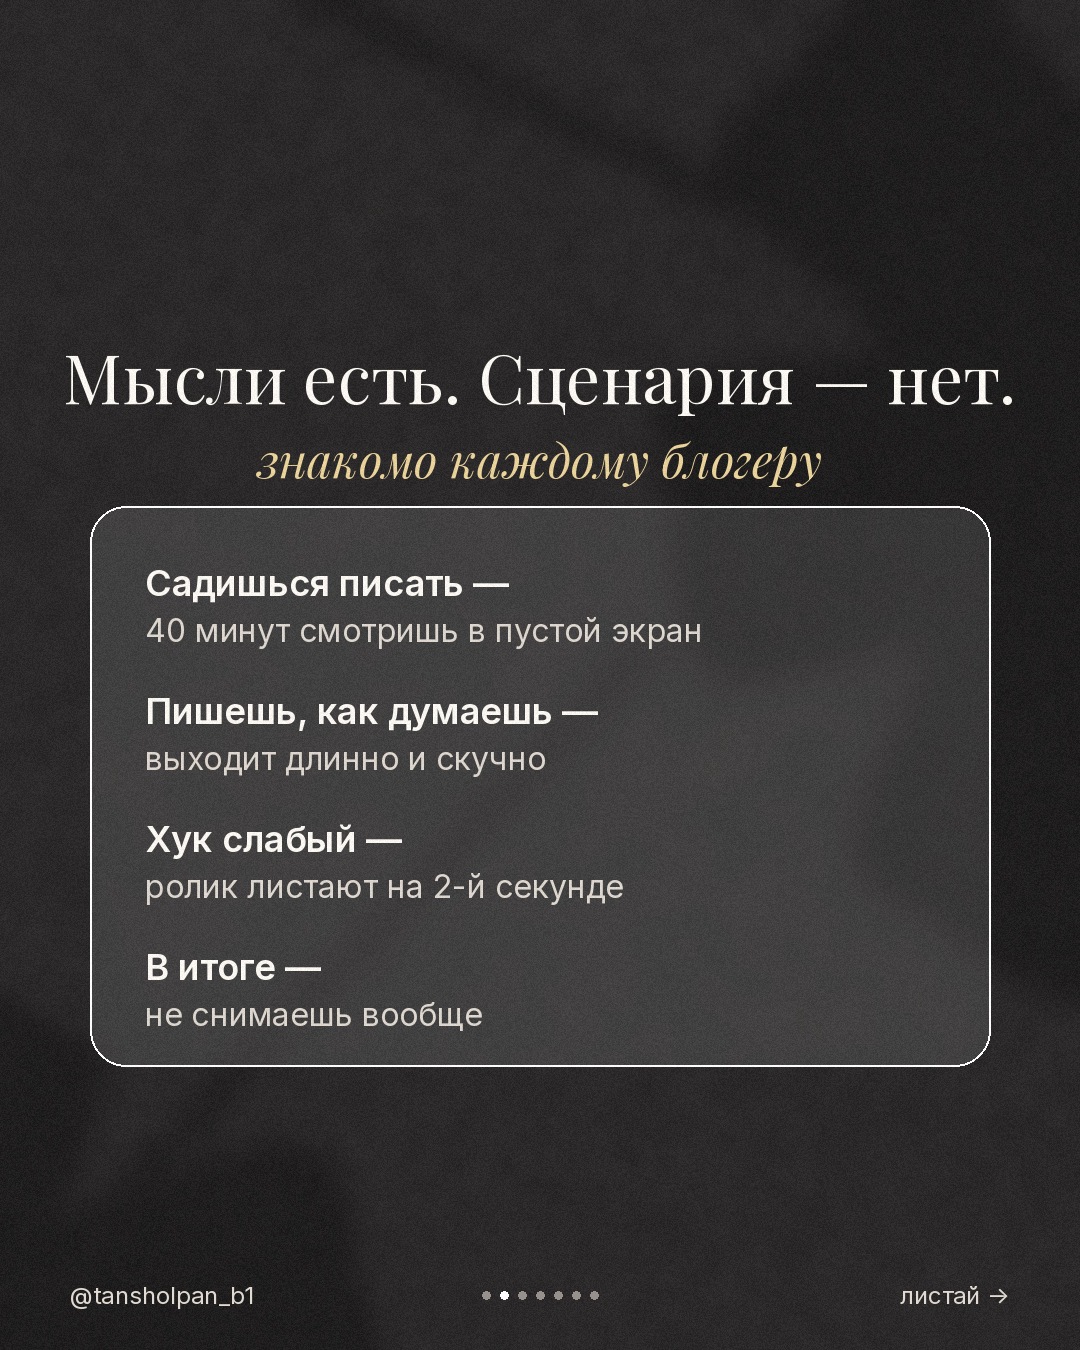 Мысли есть. Сценария — нет.
знакомо каждому блогеру
Садишься писать —
40 минут смотришь в пустой экран
Пишешь, как думаешь —
выходит длинно и скучно
Хук слабый —
ролик листают на 2-й секунде
В итоге —
не снимаешь вообще
@tansholpan_b1
листай →